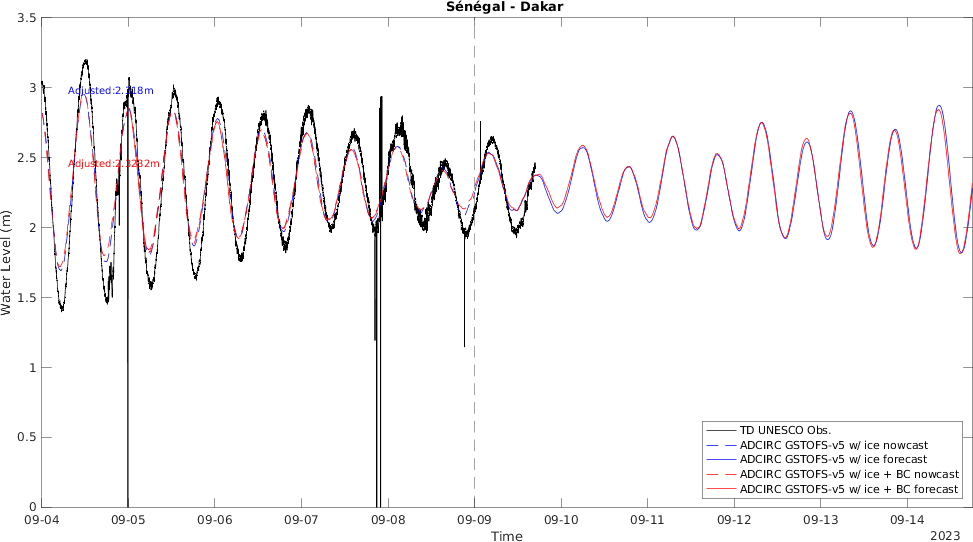 Sénégal - Dakar
3.5
3
2.5
2
1.5
1
0.5
0
Water Level (m)
Adjusted:2.318m
Adjusted:2.3232m
TD UNESCO Obs.
ADCIRC GSTOFS-v5 w/ ice nowcast
ADCIRC GSTOFS-v5 w/ ice forecast
ADCIRC GSTOFS-v5 w/ ice + BC nowcast
ADCIRC GSTOFS-v5 w/ ice + BC forecast
09-04 09-05 09-06 09-07 09-08 09-09 09-10 09-11 09-12 09-13 09-14
Time
2023